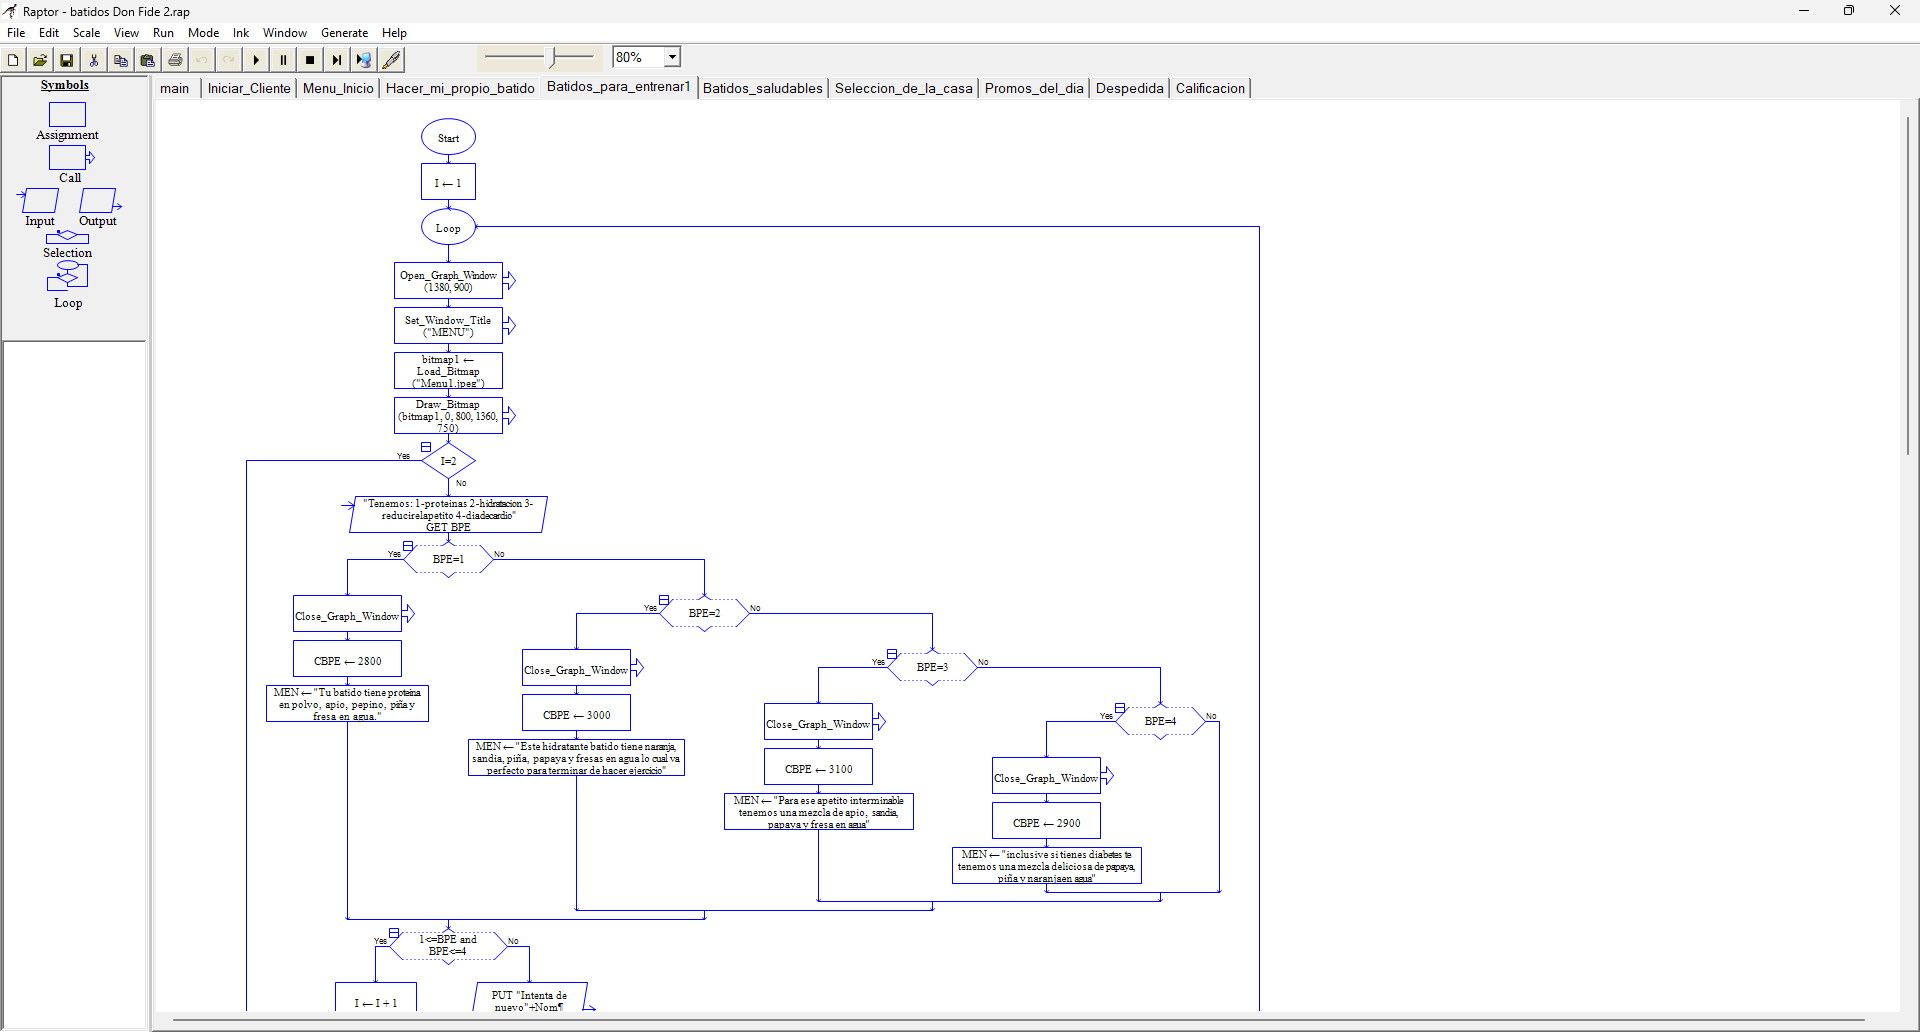 Raptor - batidos Don Fide 2.rap
File Edit Scale View Run Mode Ink Window Generate Help
80%
Symbols
Assignment
Call
Input Output
Selection
Loop
main Iniciar_Cliente Menu_Inicio Hacer_mi_propio_batido Batidos_para_entrenar1 Batidos_saludables Seleccion_de_la_casa Promos_del_dia Despedida Calificacion
Start
I ← 1
Loop
Open_Graph_Window
(1380, 900)
Set_Window_Title
("MENU")
bitmap1 ←
Load_Bitmap
("Menu1.jpeg")
Draw_Bitmap
(bitmap1, 0, 800, 1360,
750)
Yes
I=2
No
"Tenemos: 1-proteinas 2-hidratacion 3-
reducirelapetito 4-diadecardio"
GET BPE
Yes BPE=1 No
Close_Graph_Window
CBPE ← 2800
MEN ← "Tu batido tiene proteina
en polvo, apio, pepino, piña y
fresa en agua."
Yes BPE=2 No
Close_Graph_Window
CBPE ← 3000
MEN ← "Este hidratante batido tiene naranja,
sandia, piña, papaya y fresas en agua lo cual va
perfecto para terminar de hacer ejercicio"
Yes BPE=3 No
Close_Graph_Window
CBPE ← 3100
MEN ← "Para ese apetito interminable
tenemos una mezcla de apio, sandia,
papaya y fresa en agua"
Yes BPE=4 No
Close_Graph_Window
CBPE ← 2900
MEN ← "inclusive si tienes diabetes te
tenemos una mezcla deliciosa de papaya,
piña y naranja en agua"
Yes 1<=BPE and No
BPE<=4
I ← I + 1
PUT "Intenta de
nuevo"+Nom¶